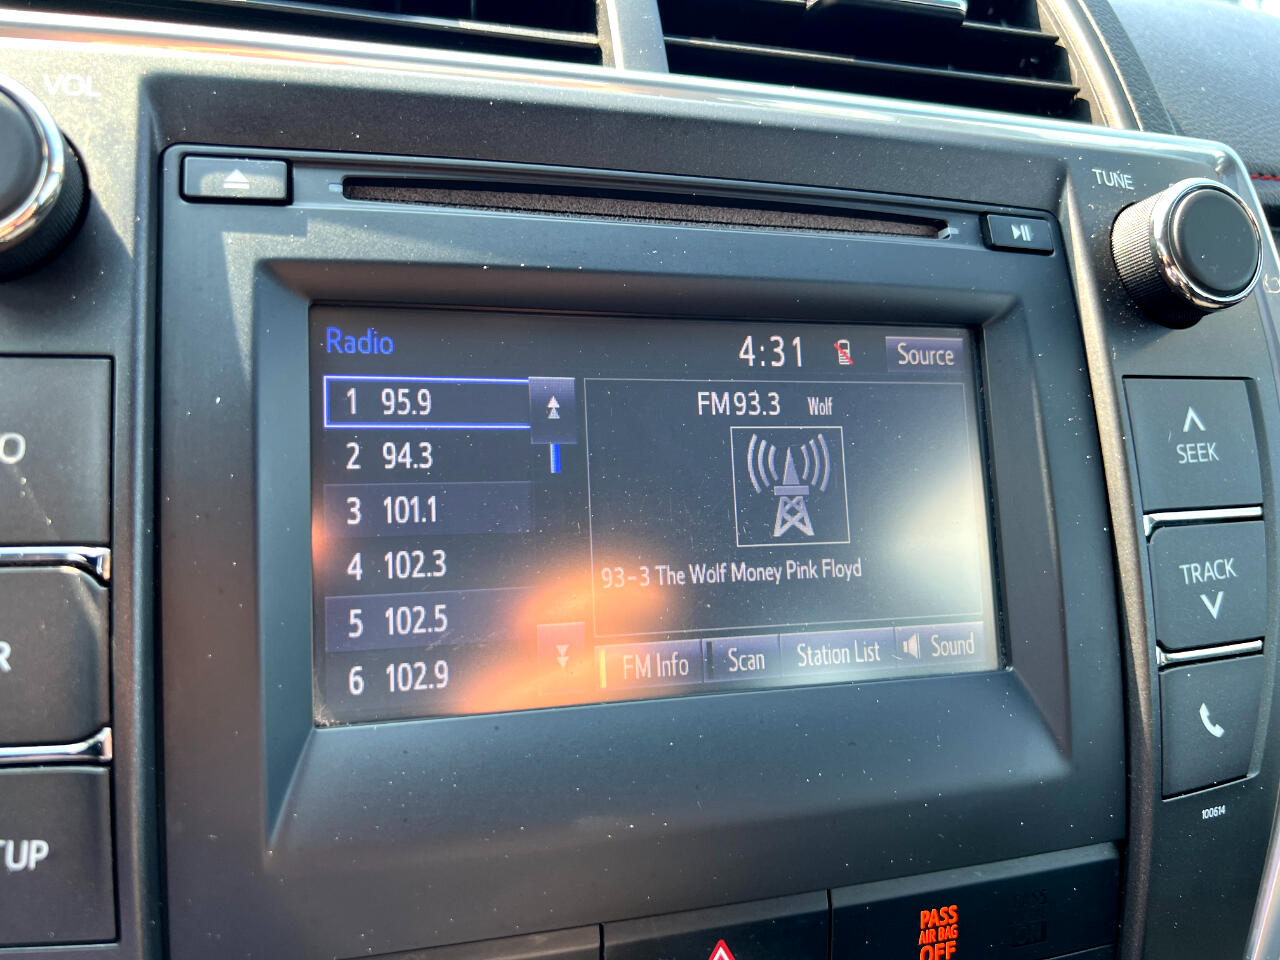 VOL
TUNE
Radio
4:31
Source
1 95.9
2 94.3
3 101.1
4 102.3
5 102.5
6 102.9
FM93.3 Wolf
93-3 The Wolf Money Pink Floyd
FM Info
Scan
Station List
Sound
SEEK
TRACK
100614
O
R
TUP
PASS
AIR BAG
OFF